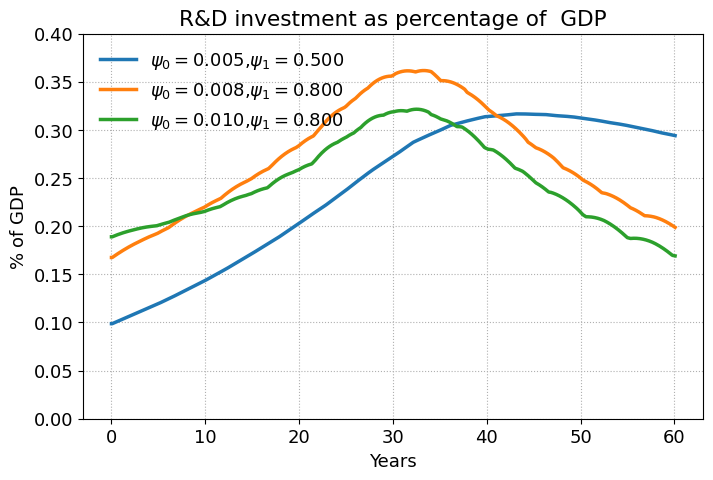 R&D investment as percentage of  GDP
% of GDP
0.40
0.35
0.30
0.25
0.20
0.15
0.10
0.05
0.00
ψ₀ = 0.005,ψ₁ = 0.500
ψ₀ = 0.008,ψ₁ = 0.800
ψ₀ = 0.010,ψ₁ = 0.800
0 10 20 30 40 50 60
Years